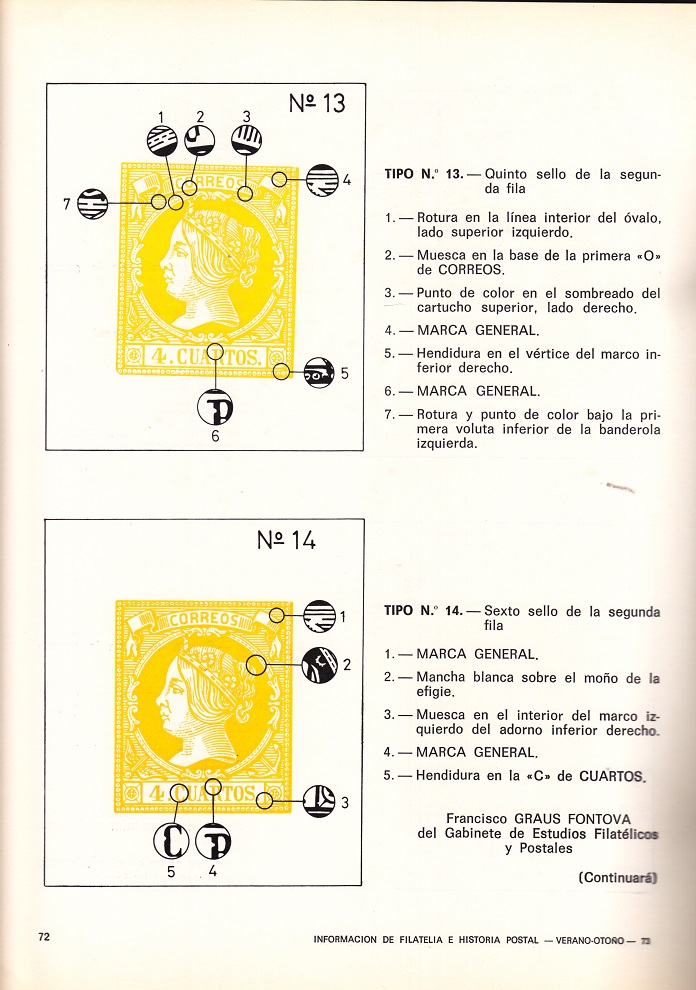 Nº 13
1 2 3
4
7
CORREOS
4. CUARTOS.
5
6
TIPO N.º 13. — Quinto sello de la segun-
da fila
1. — Rotura en la línea interior del óvalo,
lado superior izquierdo.
2. — Muesca en la base de la primera «O»
de CORREOS.
3. — Punto de color en el sombreado del
cartucho superior, lado derecho.
4. — MARCA GENERAL.
5. — Hendidura en el vértice del marco in-
ferior derecho.
6. — MARCA GENERAL.
7. — Rotura y punto de color bajo la pri-
mera voluta inferior de la banderola
izquierda.
Nº 14
1
CORREOS
2
4 CUARTOS.
3
5 4
TIPO N.º 14. — Sexto sello de la segunda
fila
1. — MARCA GENERAL.
2. — Mancha blanca sobre el moño de la
efigie.
3. — Muesca en el interior del marco iz-
quierdo del adorno inferior derecho.
4. — MARCA GENERAL.
5. — Hendidura en la «C» de CUARTOS.
Francisco GRAUS FONTOVA
del Gabinete de Estudios Filatélicos
y Postales
(Continuará)
72
INFORMACION DE FILATELIA E HISTORIA POSTAL — VERANO-OTOÑO — 73